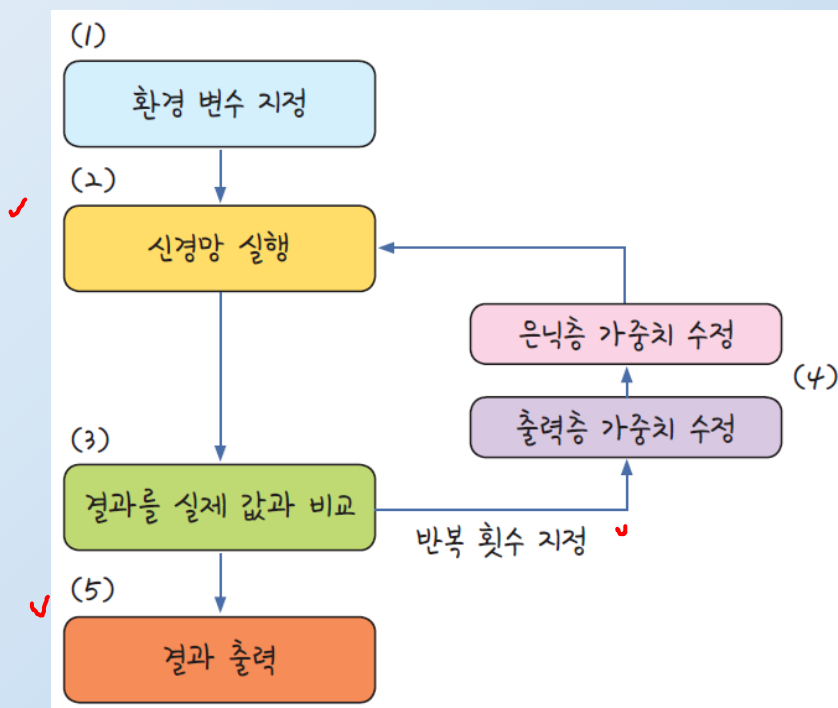 (1)
환경 변수 지정
(2)
신경망 실행
은닉층 가중치 수정
(4)
출력층 가중치 수정
(3)
결과를 실제 값과 비교
반복 횟수 지정
(5)
결과 출력